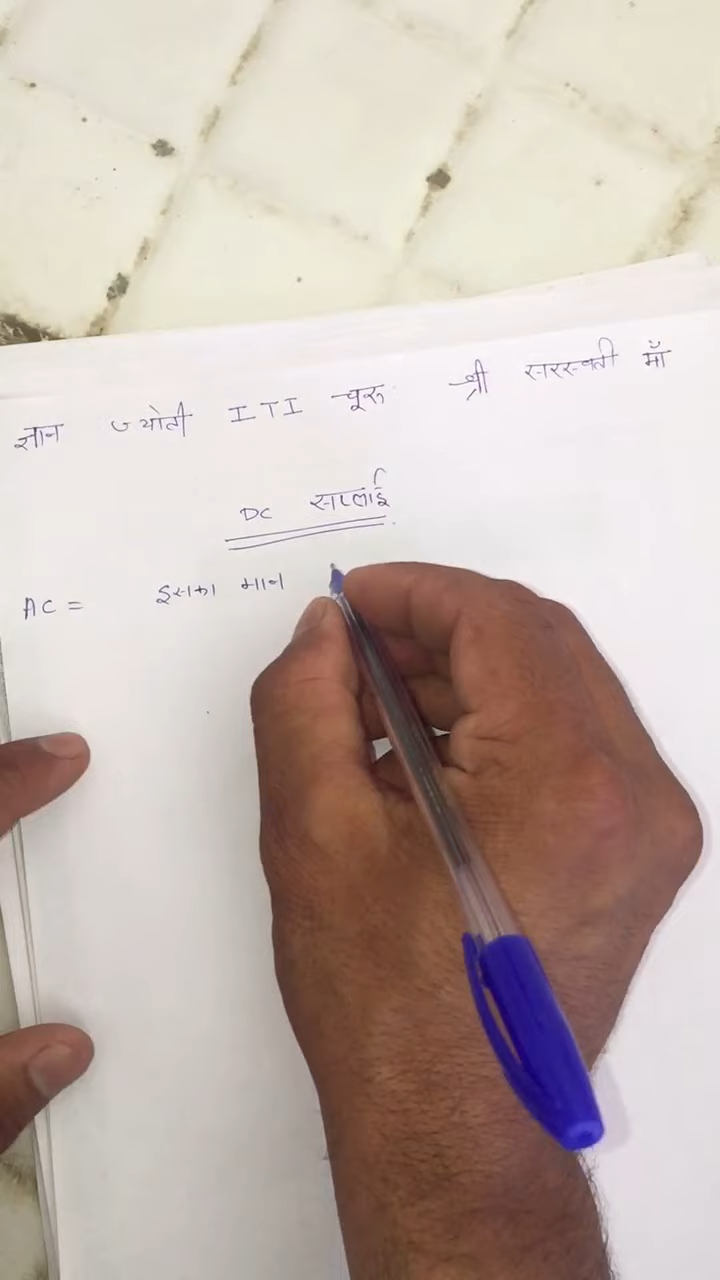 ज्ञान ज्योती ITI चूरू श्री सरस्वती माँ
DC सप्लाई
AC = इसका मान